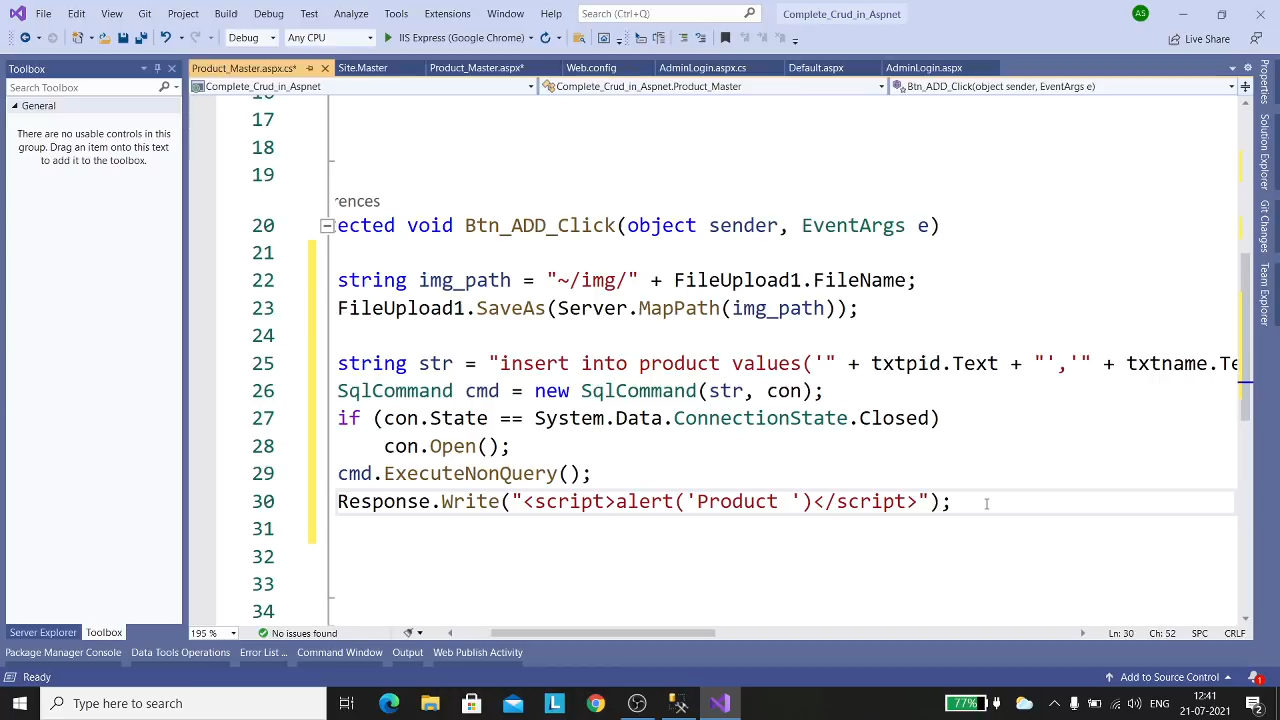 File Edit View Git Project Build Debug Test Analyze Tools Extensions Window Help Search (Ctrl+Q) Complete_Crud_in_Aspnet AS
Debug Any CPU IIS Express (Google Chrome) Live Share
Toolbox Product_Master.aspx.cs* Site.Master Product_Master.aspx* Web.config AdminLogin.aspx.cs Default.aspx AdminLogin.aspx
Search Toolbox Complete_Crud_in_Aspnet Complete_Crud_in_Aspnet.Product_Master Btn_ADD_Click(object sender, EventArgs e)
General
There are no usable controls in this
group. Drag an item onto this text
to add it to the toolbox.
Properties
Solution Explorer
Git Changes
Team Explorer
17
18
19
rences
20 ected void Btn_ADD_Click(object sender, EventArgs e)
21
22 string img_path = "~/img/" + FileUpload1.FileName;
23 FileUpload1.SaveAs(Server.MapPath(img_path));
24
25 string str = "insert into product values('" + txtpid.Text + "','" + txtname.Te
26 SqlCommand cmd = new SqlCommand(str, con);
27 if (con.State == System.Data.ConnectionState.Closed)
28 con.Open();
29 cmd.ExecuteNonQuery();
30 Response.Write("<script>alert('Product ')</script>");
31
32
33
34
Server Explorer Toolbox 195 % No issues found Ln: 30 Ch: 52 SPC CRLF
Package Manager Console Data Tools Operations Error List ... Command Window Output Web Publish Activity
Ready Add to Source Control 1
Type here to search 77% ENG 12:41
21-07-2021 2